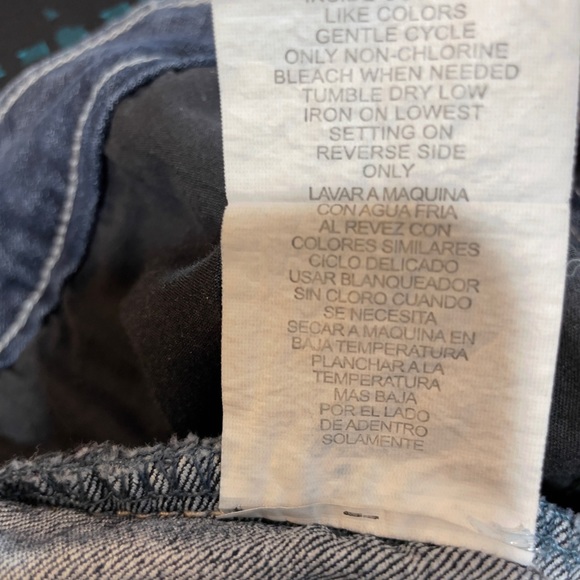 LIKE COLORS
GENTLE CYCLE
ONLY NON-CHLORINE
BLEACH WHEN NEEDED
TUMBLE DRY LOW
IRON ON LOWEST
SETTING ON
REVERSE SIDE
ONLY
LAVAR A MAQUINA
CON AGUA FRIA
AL REVEZ CON
COLORES SIMILARES
CICLO DELICADO
USAR BLANQUEADOR
SIN CLORO CUANDO
SE NECESITA
SECAR A MAQUINA EN
BAJA TEMPERATURA
PLANCHAR A LA
TEMPERATURA
MAS BAJA
POR EL LADO
DE ADENTRO
SOLAMENTE